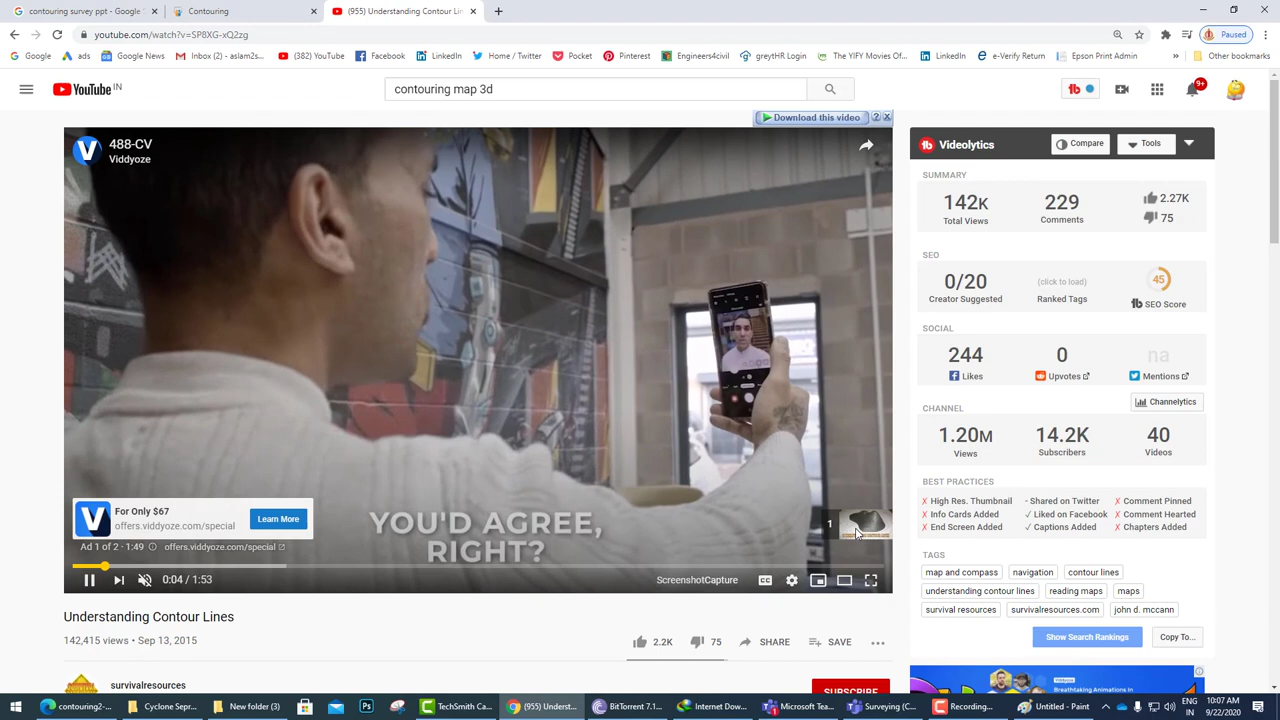 contouring survey ppt - Google S
Contouring
(955) Understanding Contour Lin
youtube.com/watch?v=SP8XG-xQ2zg
Paused
Google
ads
Google News
Inbox (2) - aslam2s...
(382) YouTube
Facebook
LinkedIn
Home / Twitter
Pocket
Pinterest
Engineers4civil
greytHR Login
The YIFY Movies Of...
LinkedIn
e-Verify Return
Epson Print Admin
»
Other bookmarks
YouTube IN
contouring map 3d
9+
Download this video
488-CV
Viddyoze
Videolytics
Compare
Tools
SUMMARY
142K
229
2.27K
75
Total Views
Comments
SEO
0/20
(click to load)
45
Creator Suggested
Ranked Tags
SEO Score
SOCIAL
244
0
na
Likes
Upvotes
Mentions
CHANNEL
Channelytics
1.20M
14.2K
40
Views
Subscribers
Videos
BEST PRACTICES
✗ High Res. Thumbnail
- Shared on Twitter
✗ Comment Pinned
✗ Info Cards Added
✓ Liked on Facebook
✗ Comment Hearted
✗ End Screen Added
✓ Captions Added
✗ Chapters Added
TAGS
map and compass
navigation
contour lines
understanding contour lines
reading maps
maps
survival resources
survivalresources.com
john d. mccann
Show Search Rankings
Copy To...
For Only $67
offers.viddyoze.com/special
Learn More
YOU'D AGREE,
RIGHT?
1
Ad 1 of 2 · 1:49
offers.viddyoze.com/special
0:04 / 1:53
ScreenshotCapture
Understanding Contour Lines
142,415 views • Sep 13, 2015
2.2K
75
SHARE
SAVE
survivalresources
SUBSCRIBE
Viddyoze
Breathtaking Animations in
contouring2-...
Cyclone Sepr...
New folder (3)
TechSmith Ca...
(955) Underst...
BitTorrent 7.1...
Internet Dow...
Microsoft Tea...
Surveying (C...
Recording...
Untitled - Paint
ENG
IN
10:07 AM
9/22/2020